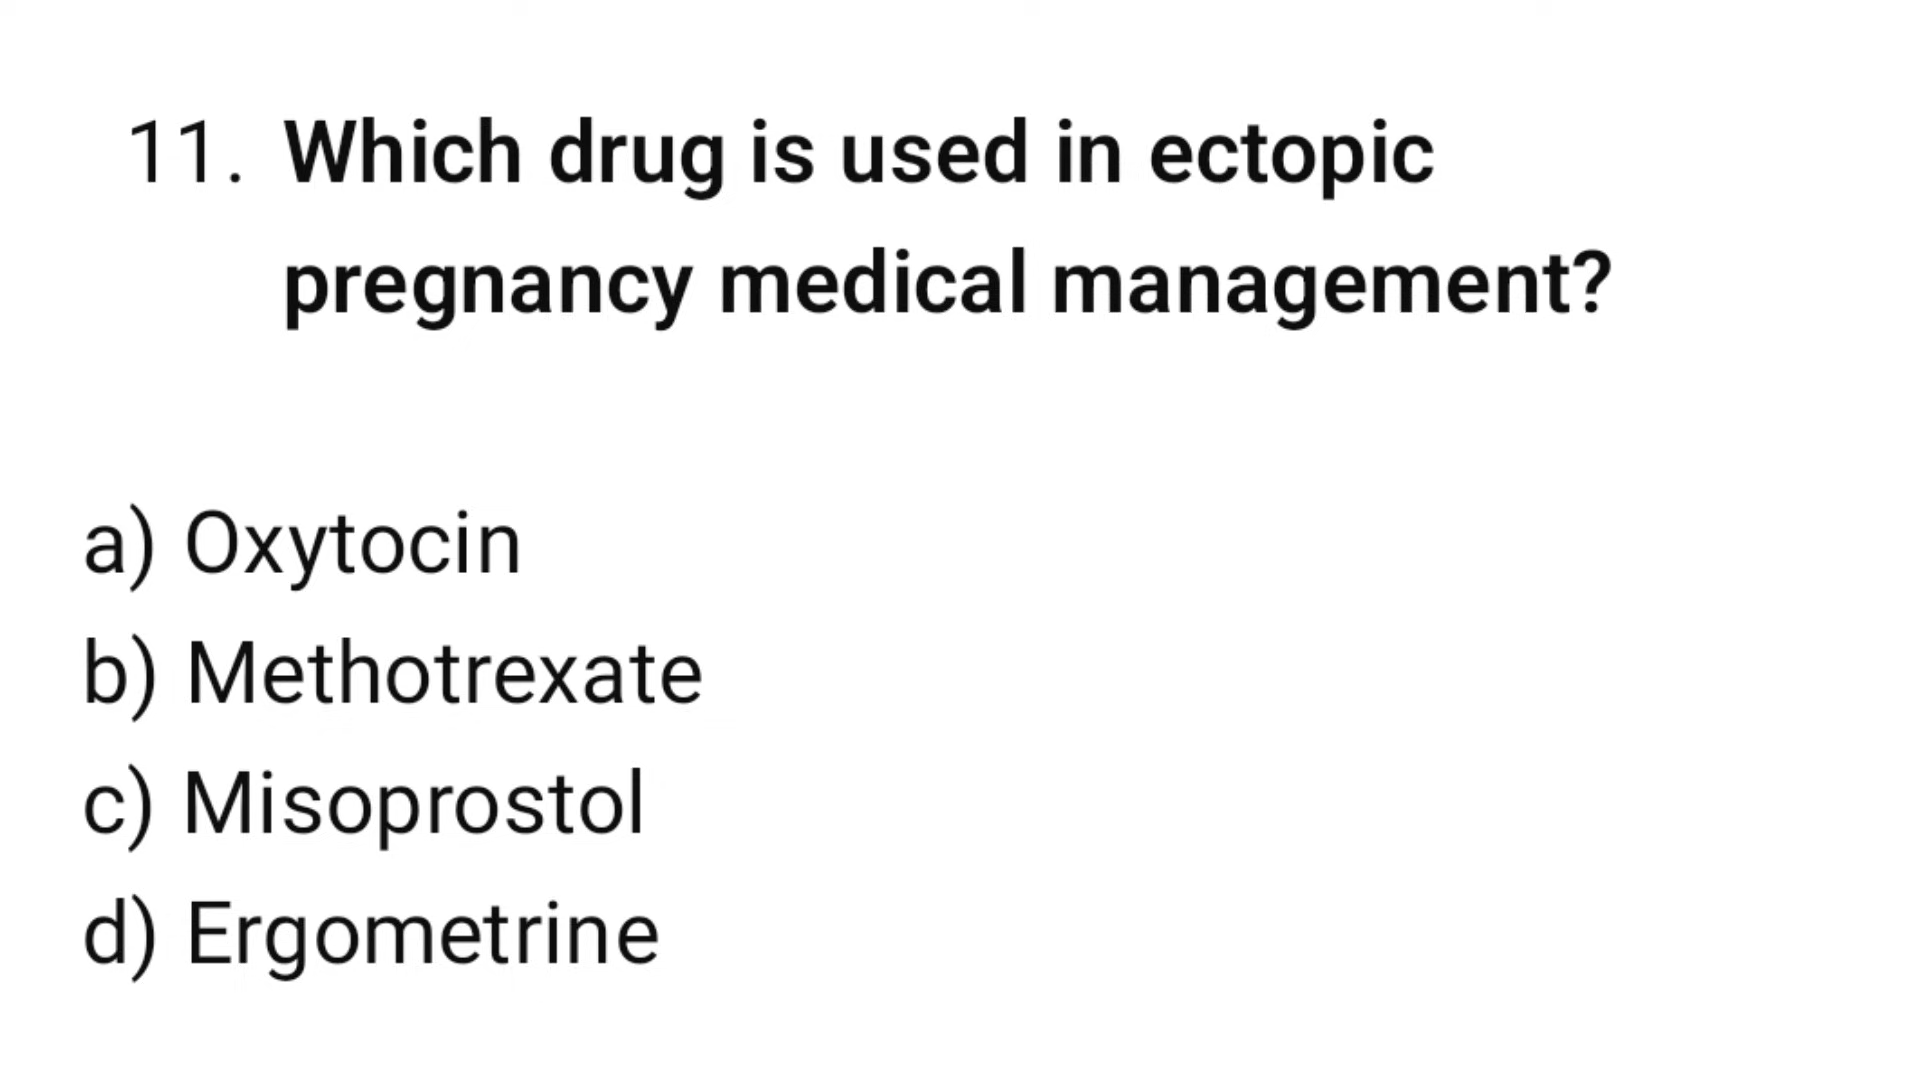 11. Which drug is used in ectopic
pregnancy medical management?
a) Oxytocin
b) Methotrexate
c) Misoprostol
d) Ergometrine